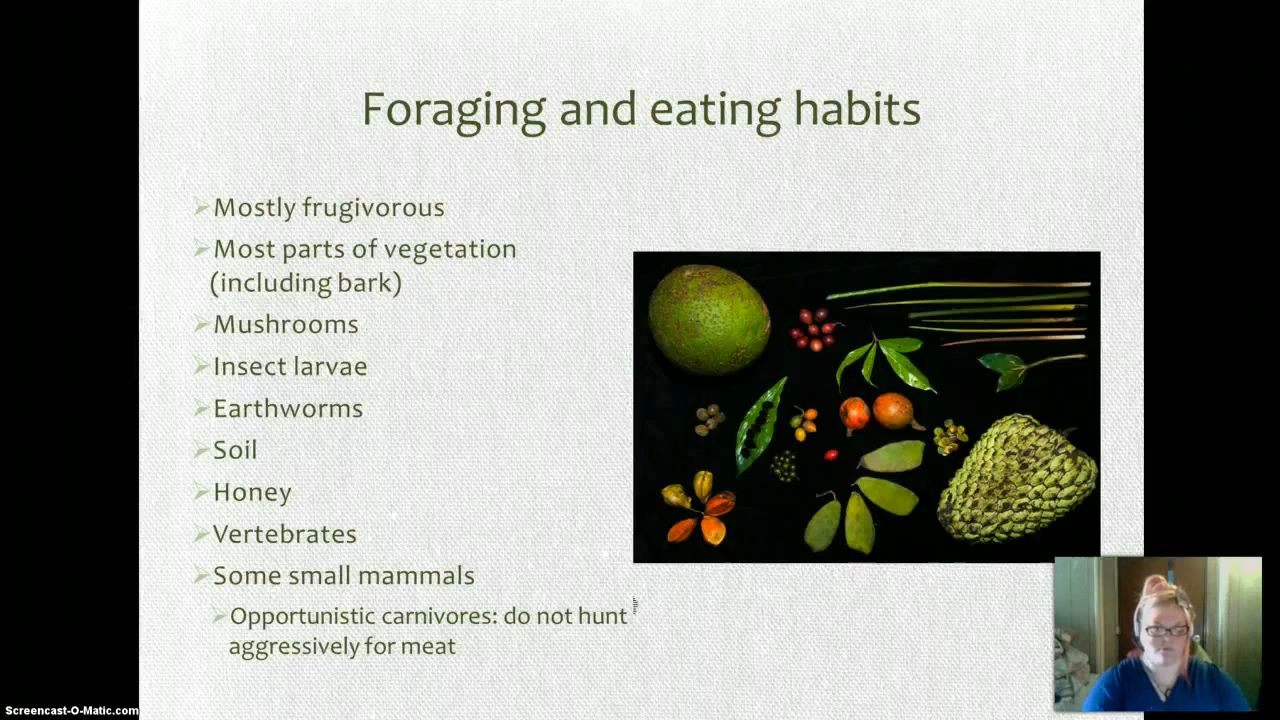 Foraging and eating habits
Mostly frugivorous
Most parts of vegetation
(including bark)
Mushrooms
Insect larvae
Earthworms
Soil
Honey
Vertebrates
Some small mammals
Opportunistic carnivores: do not hunt
aggressively for meat
Screencast-O-Matic.com